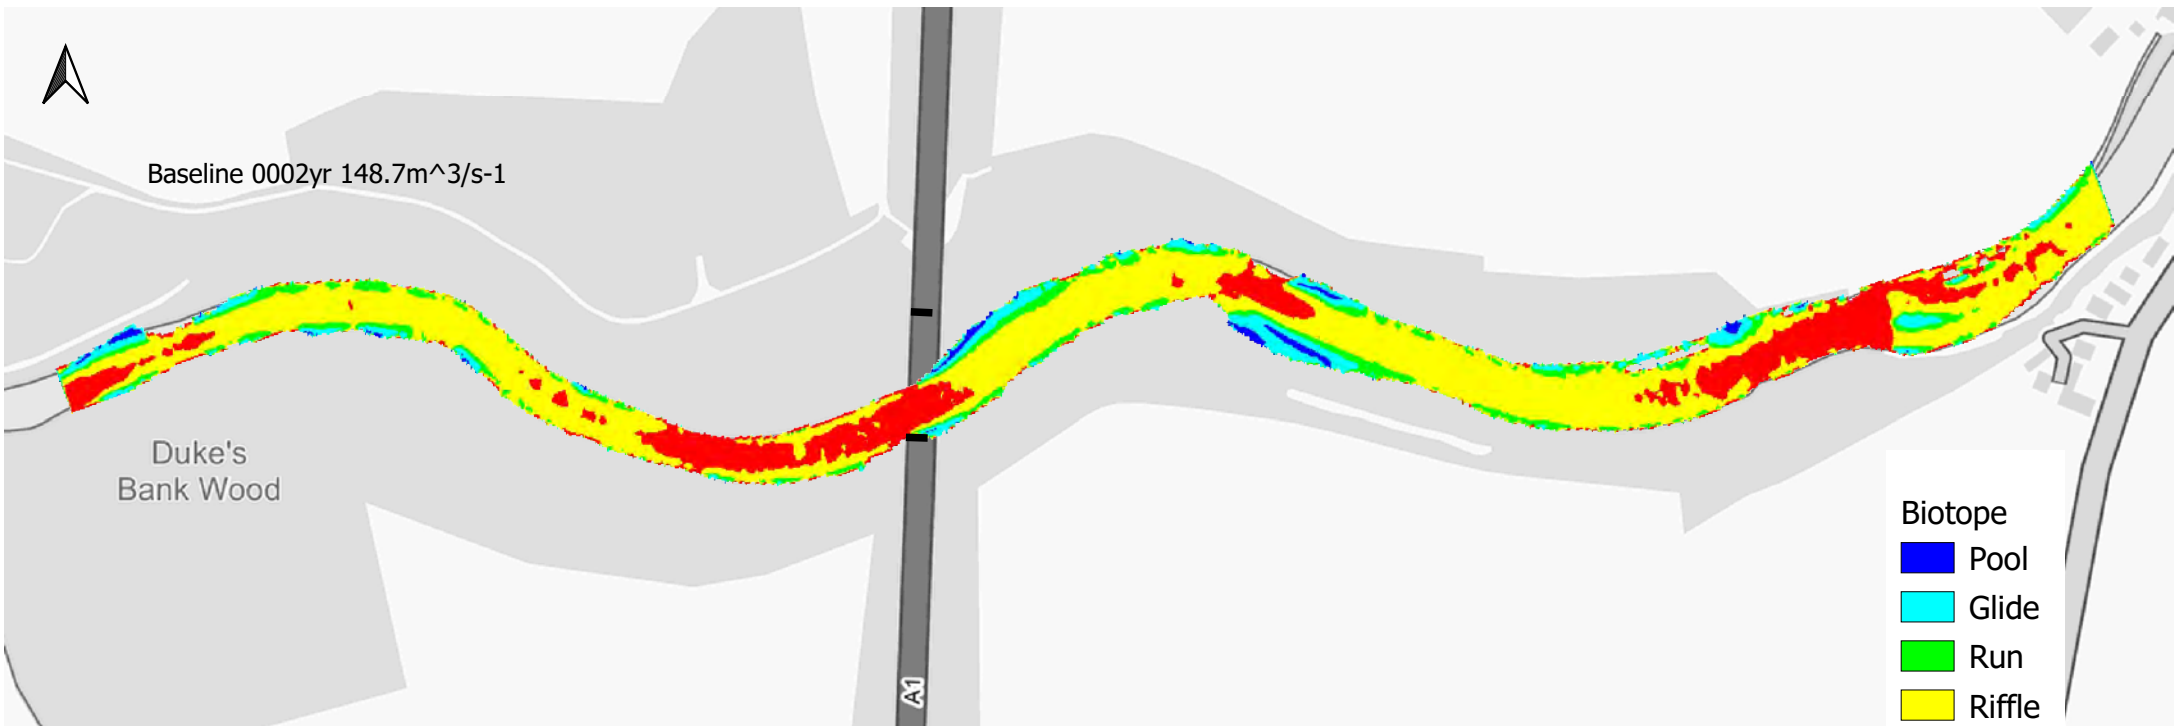 Baseline 0002yr 148.7m^3/s-1
Duke's
Bank Wood
A1
Biotope
Pool
Glide
Run
Riffle